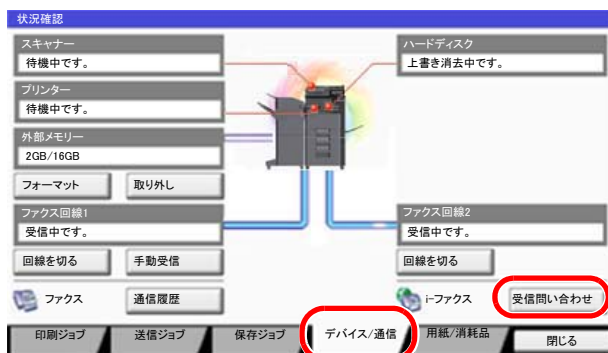 状況確認
スキャナー
待機中です。
プリンター
待機中です。
外部メモリー
2GB/16GB
フォーマット 取り外し
ファクス回線1
受信中です。
回線を切る 手動受信
ファクス 通信履歴
ハードディスク
上書き消去中です。
ファクス回線2
受信中です。
回線を切る
i-ファクス 受信問い合わせ
印刷ジョブ 送信ジョブ 保存ジョブ デバイス/通信 用紙/消耗品 閉じる